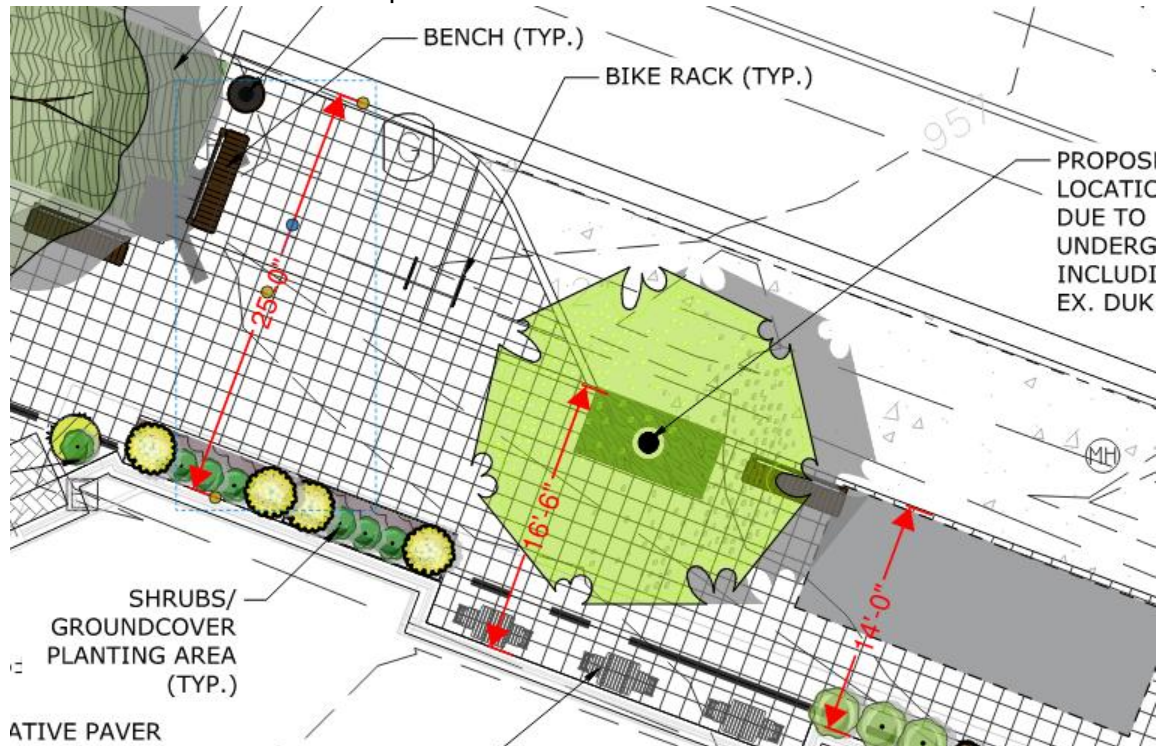 BENCH (TYP.)
BIKE RACK (TYP.)
957
PROPOS
LOCATIO
DUE TO
UNDERG
INCLUDI
EX. DUK
25'-0"
MH
16'-6"
14'-0"
SHRUBS/
GROUNDCOVER
PLANTING AREA
(TYP.)
ATIVE PAVER